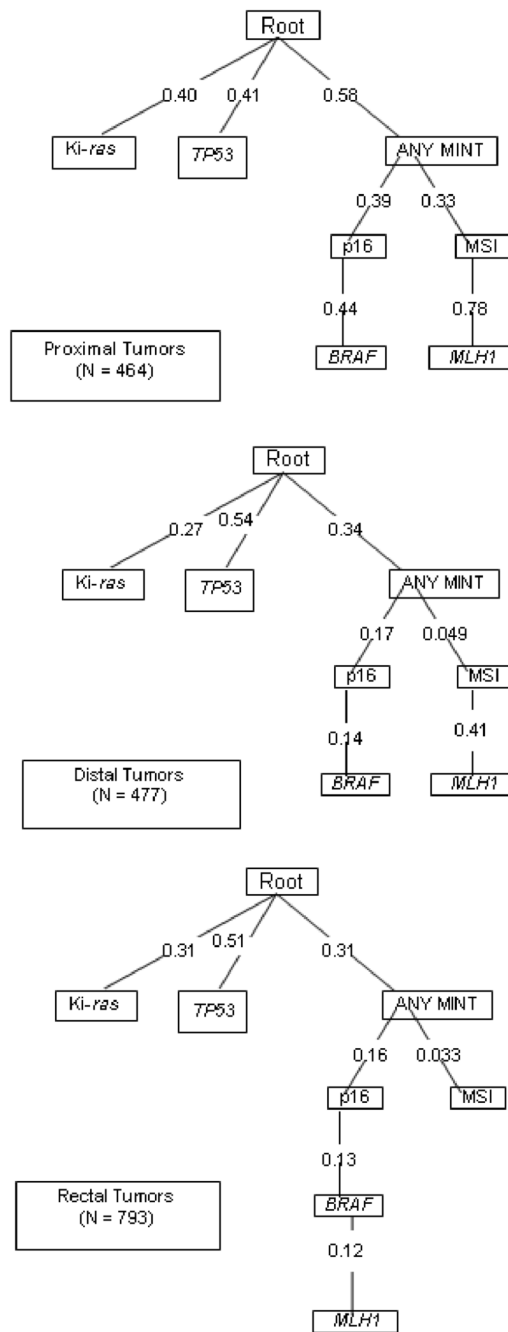 Root
0.40 0.41 0.58
Ki-ras TP53 ANY MINT
0.39 0.33
p16 MSI
0.44 0.78
BRAF MLH1
Proximal Tumors
(N = 464)
Root
0.27 0.54 0.34
Ki-ras TP53 ANY MINT
0.17 0.049
p16 MSI
0.14 0.41
BRAF MLH1
Distal Tumors
(N = 477)
Root
0.31 0.51 0.31
Ki-ras TP53 ANY MINT
0.16 0.033
p16 MSI
0.13
BRAF
Rectal Tumors
(N = 793)
0.12
MLH1